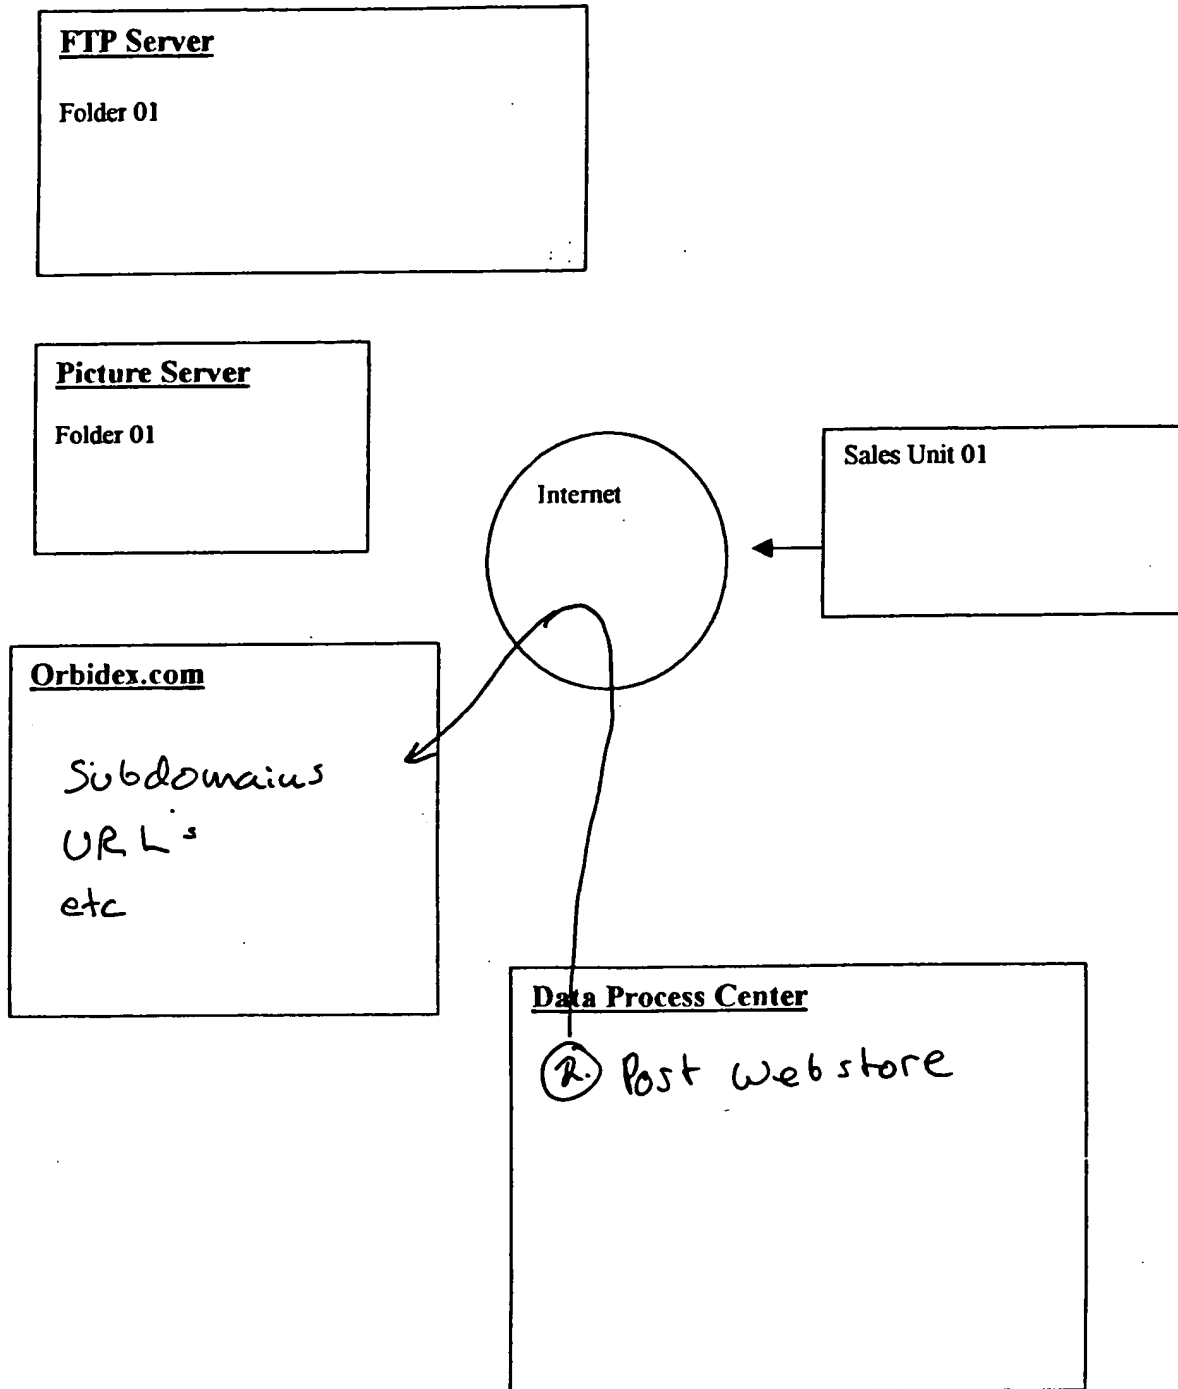 FTP Server
Folder 01
Picture Server
Folder 01
Internet
Sales Unit 01
Orbidex.com
Subdomains
URL's
etc
Data Process Center
2. Post webstore